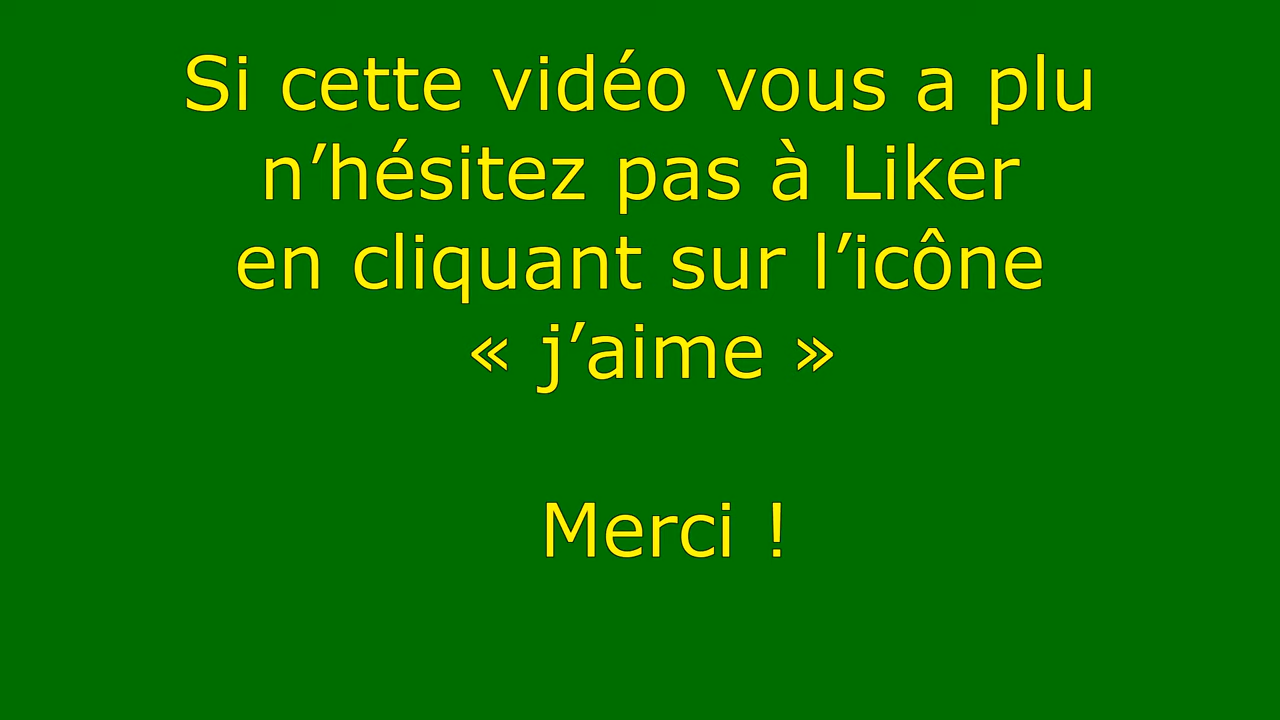 Si cette vidéo vous a plu
n’hésitez pas à Liker
en cliquant sur l’icône
« j’aime »
Merci !